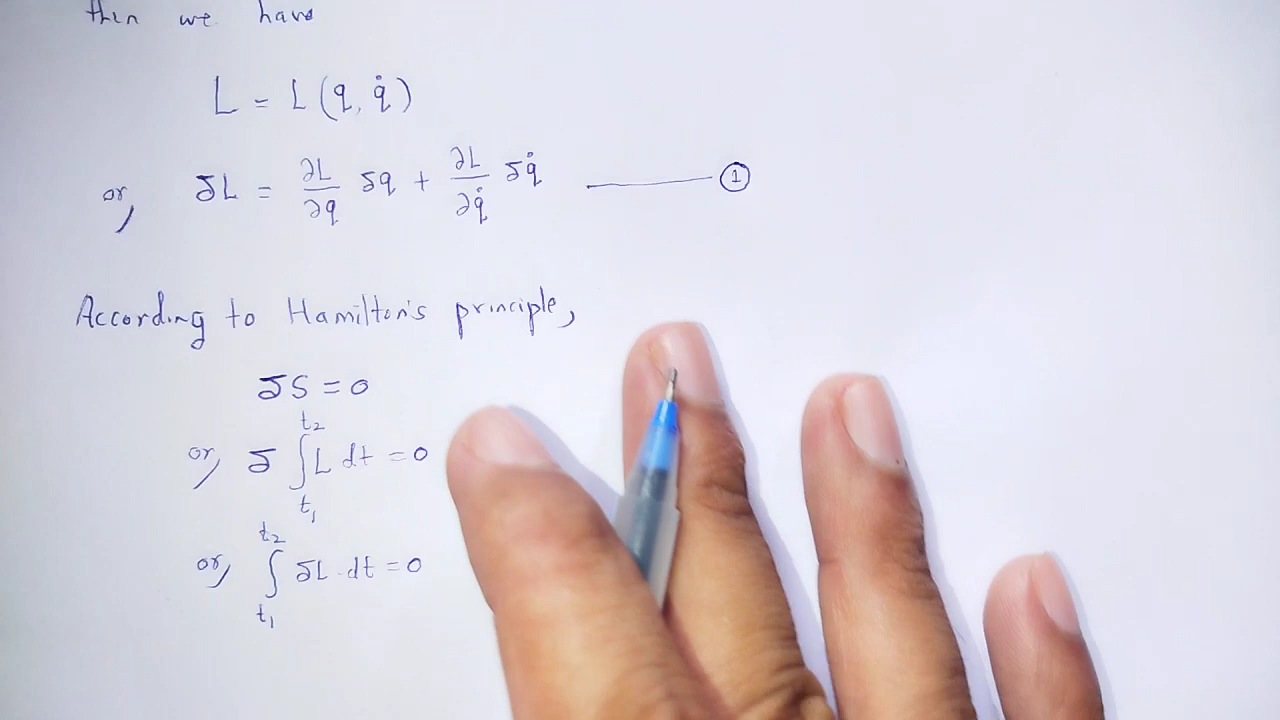 then we have
L = L(q, q̇)
or, δL = ∂L/∂q δq + ∂L/∂q̇ δq̇ ——— ①
According to Hamilton's principle,
δS = 0
or, δ ∫_{t₁}^{t₂} L dt = 0
or, ∫_{t₁}^{t₂} δL · dt = 0